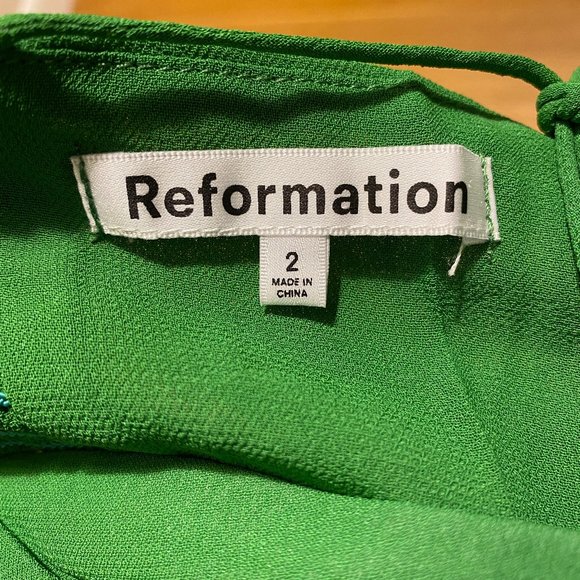 Reformation
2
MADE IN
CHINA